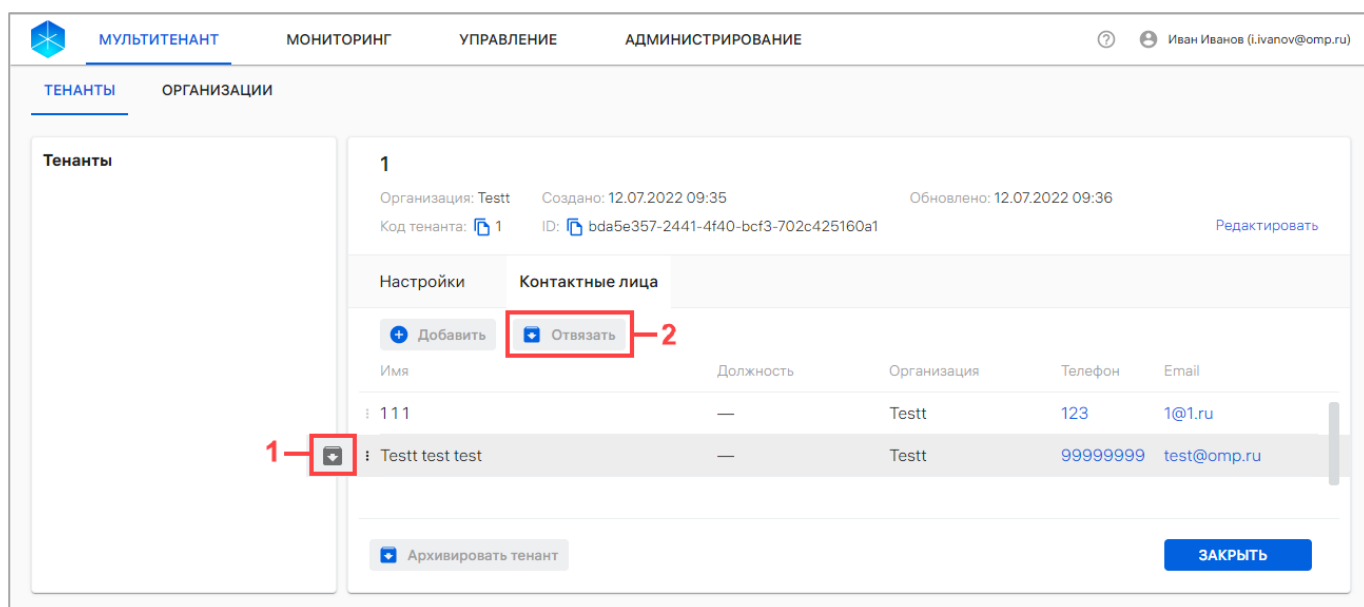 МУЛЬТИТЕНАНТ МОНИТОРИНГ УПРАВЛЕНИЕ АДМИНИСТРИРОВАНИЕ ? Иван Иванов (i.ivanov@omp.ru)
ТЕНАНТЫ ОРГАНИЗАЦИИ
Тенанты
1
Организация: Testt Создано: 12.07.2022 09:35 Обновлено: 12.07.2022 09:36
Код тенанта: 1 ID: bda5e357-2441-4f40-bcf3-702c425160a1 Редактировать
Настройки Контактные лица
Добавить Отвязать 2
Имя Должность Организация Телефон Email
111 — Testt 123 1@1.ru
1 Testt test test — Testt 99999999 test@omp.ru
Архивировать тенант ЗАКРЫТЬ